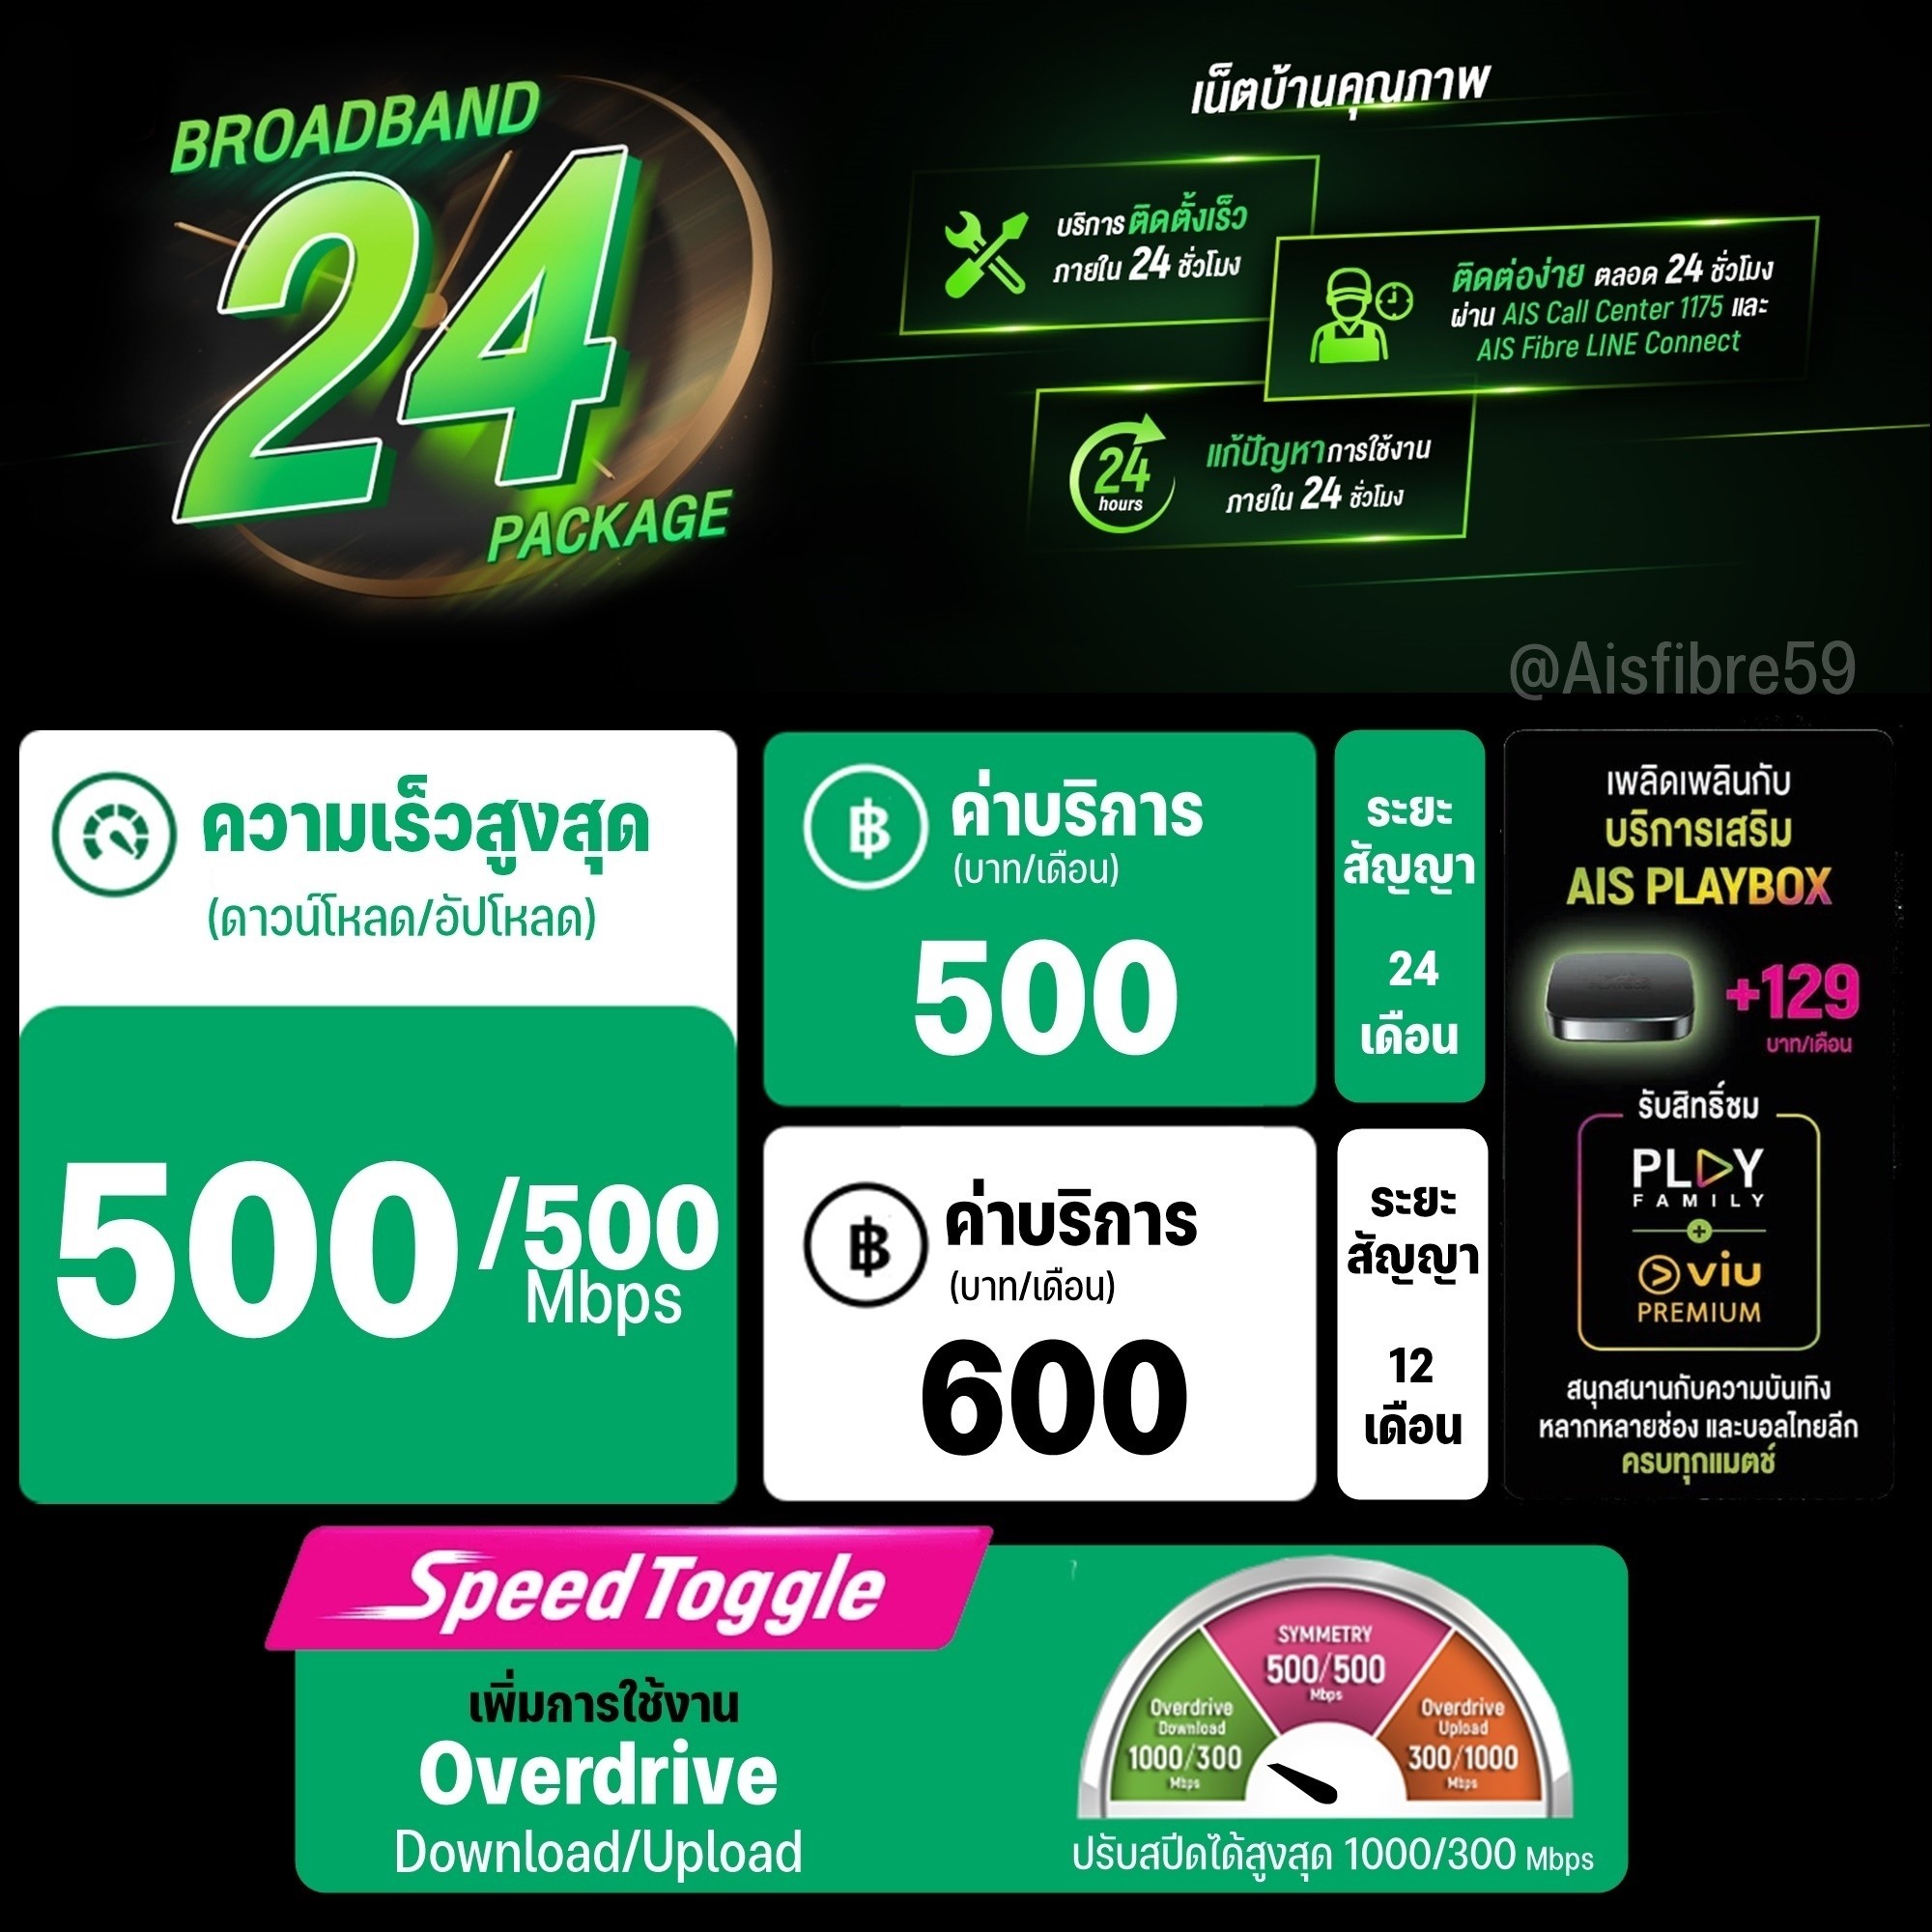 BROADBAND
24
PACKAGE
เน็ตบ้านคุณภาพ
บริการ ติดตั้งเร็ว
ภายใน 24 ชั่วโมง
ติดต่อง่าย ตลอด 24 ชั่วโมง
ผ่าน AIS Call Center 1175 และ
AIS Fibre LINE Connect
24
hours
แก้ปัญหาการใช้งาน
ภายใน 24 ชั่วโมง
@Aisfibre59
ความเร็วสูงสุด
(ดาวน์โหลด/อัปโหลด)
500/500
Mbps
฿
ค่าบริการ
(บาท/เดือน)
500
ระยะ
สัญญา
24
เดือน
฿
ค่าบริการ
(บาท/เดือน)
600
ระยะ
สัญญา
12
เดือน
เพลิดเพลินกับ
บริการเสริม
AIS PLAYBOX
+129
บาท/เดือน
รับสิทธิ์ชม
PLAY
FAMILY
+
viu
PREMIUM
สนุกสนานกับความบันเทิง
หลากหลายช่อง และบอลไทยลีก
ครบทุกแมตช์
Speed Toggle
เพิ่มการใช้งาน
Overdrive
Download/Upload
SYMMETRY
500/500
Mbps
Overdrive
Download
1000/300
Mbps
Overdrive
Upload
300/1000
Mbps
ปรับสปีดได้สูงสุด 1000/300 Mbps